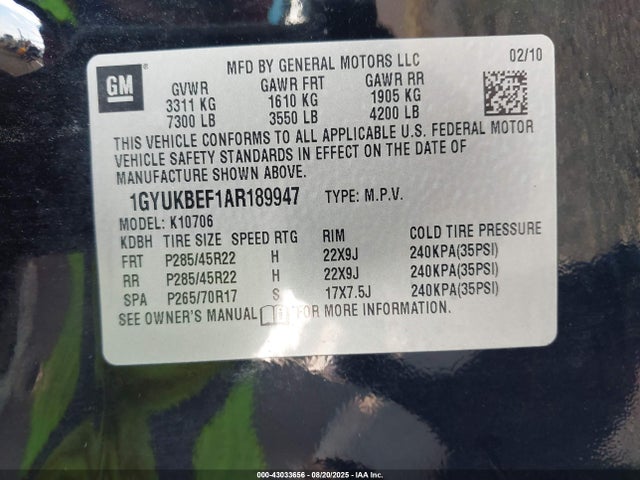 MFD BY GENERAL MOTORS LLC 02/10
GM
GVWR GAWR FRT GAWR RR
3311 KG 1610 KG 1905 KG
7300 LB 3550 LB 4200 LB
THIS VEHICLE CONFORMS TO ALL APPLICABLE U.S. FEDERAL MOTOR
VEHICLE SAFETY STANDARDS IN EFFECT ON THE DATE OF
MANUFACTURE SHOWN ABOVE.
1GYUKBEF1AR189947 TYPE: M.P.V.
MODEL: K10706
KDBH TIRE SIZE SPEED RTG RIM COLD TIRE PRESSURE
FRT P285/45R22 H 22X9J 240KPA(35PSI)
RR P285/45R22 H 22X9J 240KPA(35PSI)
SPA P265/70R17 S 17X7.5J 240KPA(35PSI)
SEE OWNER'S MANUAL FOR MORE INFORMATION.
000-43033656 - 08/20/2025 - IAAI.com